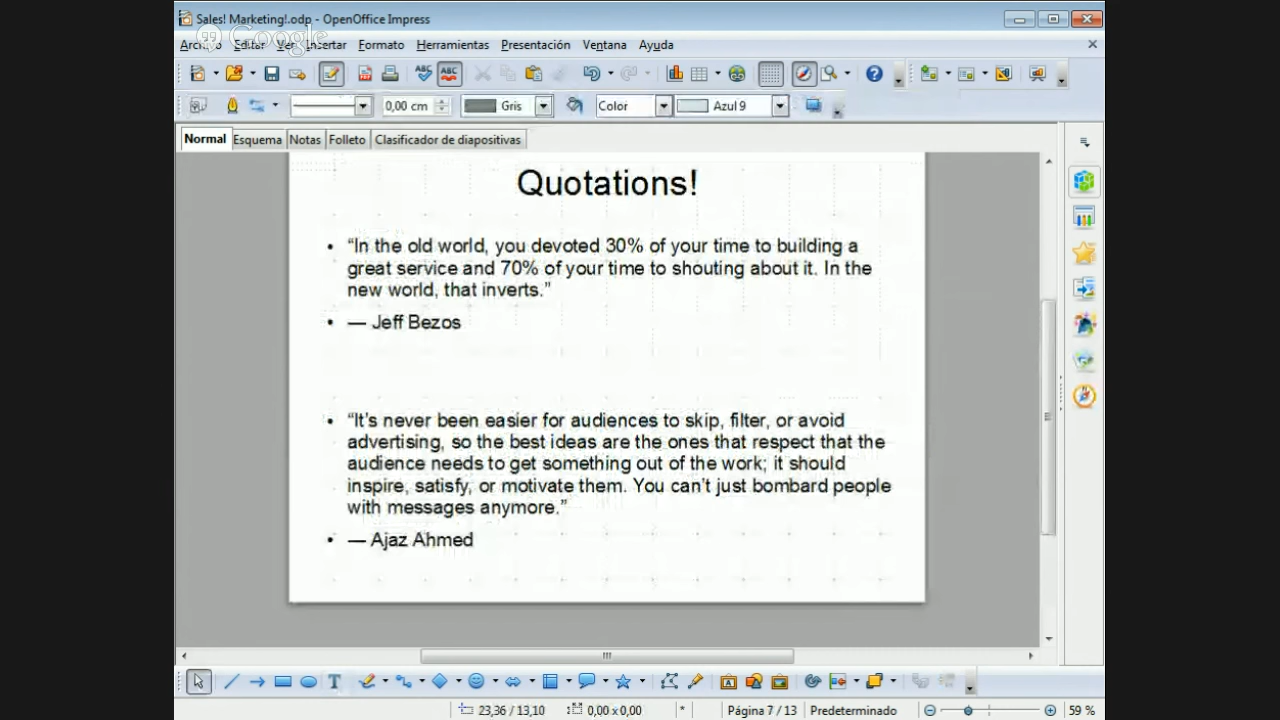 Sales! Marketing!.odp - OpenOffice Impress
Google
Archivo Editar Ver Insertar Formato Herramientas Presentación Ventana Ayuda
0,00 cm Gris Color Azul 9
Normal Esquema Notas Folleto Clasificador de diapositivas
Quotations!
• “In the old world, you devoted 30% of your time to building a
great service and 70% of your time to shouting about it. In the
new world, that inverts.”
• — Jeff Bezos
• “It’s never been easier for audiences to skip, filter, or avoid
advertising, so the best ideas are the ones that respect that the
audience needs to get something out of the work; it should
inspire, satisfy, or motivate them. You can’t just bombard people
with messages anymore.”
• — Ajaz Ahmed
23,36 / 13,10 0,00 x 0,00 * Página 7 / 13 Predeterminado 59 %